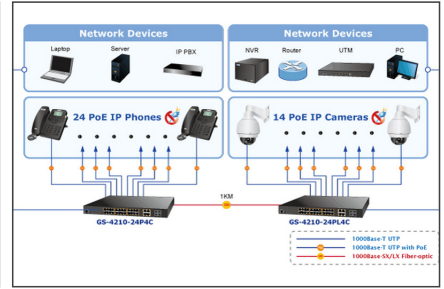 Network Devices
Laptop
Server
IP PBX
Network Devices
NVR
Router
UTM
PC
24 PoE IP Phones
14 PoE IP Cameras
1KM
GS-4210-24P4C
GS-4210-24PL4C
1000Base-T UTP
1000Base-T UTP with PoE
1000Base-SX/LX Fiber-optic